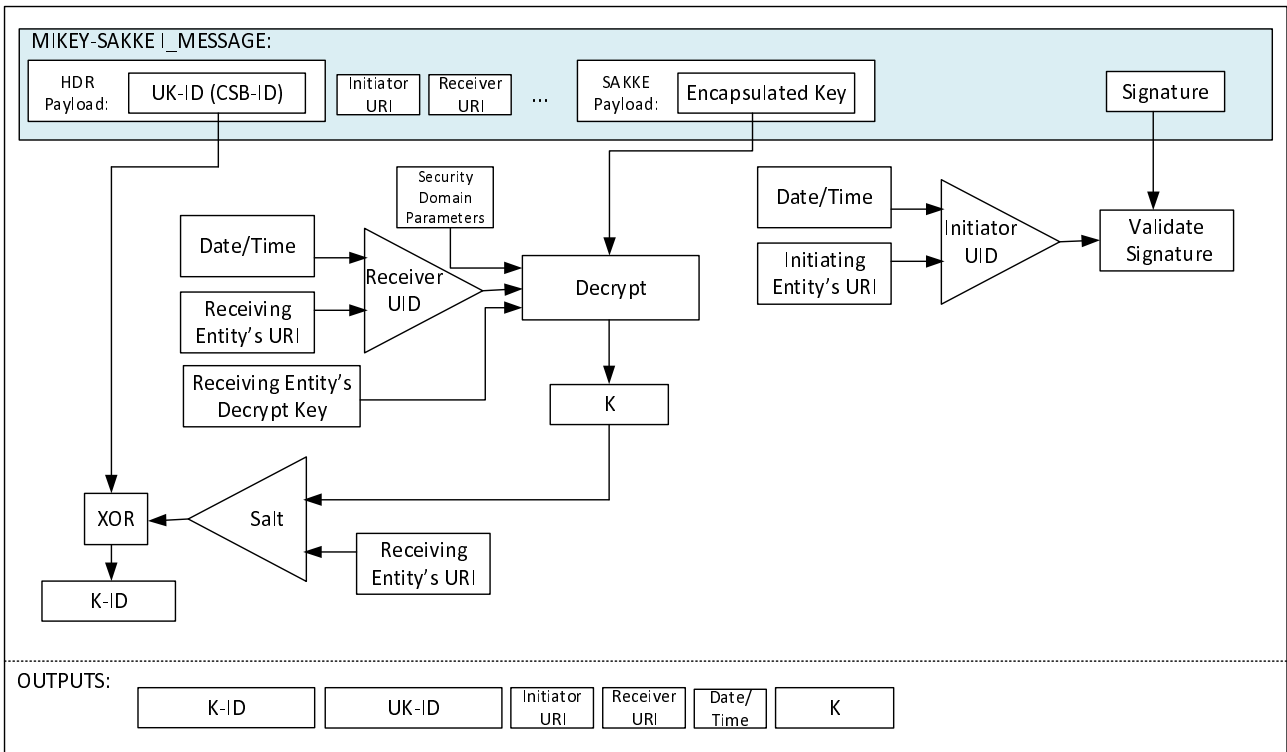 MIKEY-SAKKE I_MESSAGE:
HDR
Payload:
UK-ID (CSB-ID)
Initiator
URI
Receiver
URI
...
SAKKE
Payload:
Encapsulated Key
Signature
Security
Domain
Parameters
Date/Time
Receiving
Entity’s URI
Receiver
UID
Receiving Entity’s
Decrypt Key
Decrypt
K
Date/Time
Initiating
Entity’s URI
Initiator
UID
Validate
Signature
XOR
Salt
Receiving
Entity’s URI
K-ID
OUTPUTS:
K-ID
UK-ID
Initiator
URI
Receiver
URI
Date/
Time
K